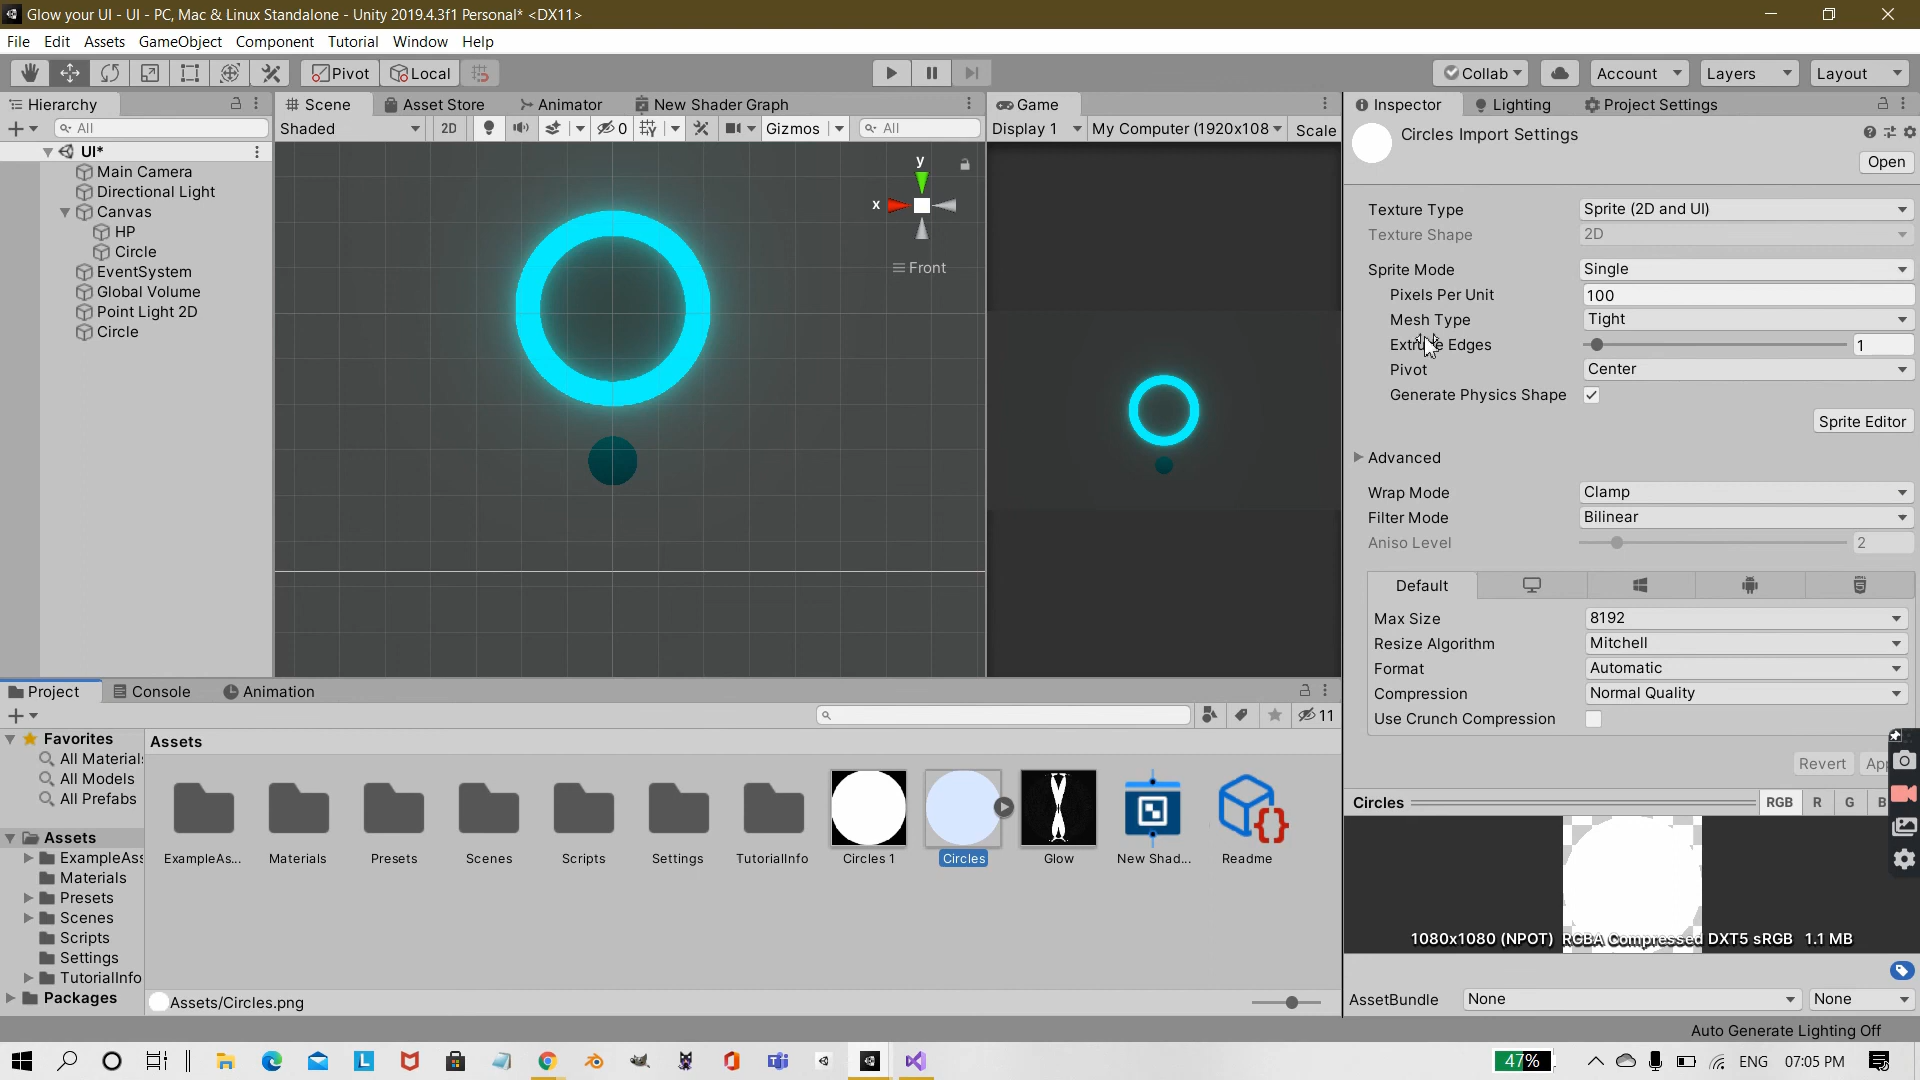 Glow your UI - UI - PC, Mac & Linux Standalone - Unity 2019.4.3f1 Personal* <DX11>
File Edit Assets GameObject Component Tutorial Window Help
Pivot Local Collab Account Layers Layout
Hierarchy
All
UI*
Main Camera
Directional Light
Canvas
HP
Circle
EventSystem
Global Volume
Point Light 2D
Circle
Scene Asset Store Animator New Shader Graph
Shaded 2D 0 Gizmos All
y
x
Front
Game
Display 1 My Computer (1920x108 Scale
Inspector Lighting Project Settings
Circles Import Settings
Open
Texture Type Sprite (2D and UI)
Texture Shape 2D
Sprite Mode Single
Pixels Per Unit 100
Mesh Type Tight
Extrude Edges 1
Pivot Center
Generate Physics Shape
Sprite Editor
Advanced
Wrap Mode Clamp
Filter Mode Bilinear
Aniso Level 2
Default
Max Size 8192
Resize Algorithm Mitchell
Format Automatic
Compression Normal Quality
Use Crunch Compression
Revert Ap
Circles RGB R G B
1080x1080 (NPOT) RGBA Compressed DXT5 sRGB 1.1 MB
AssetBundle None None
Project Console Animation
11
Favorites
All Material
All Models
All Prefabs
Assets
ExampleAss
Materials
Presets
Scenes
Scripts
Settings
TutorialInfo
Packages
Assets
ExampleAs... Materials Presets Scenes Scripts Settings TutorialInfo Circles 1 Circles Glow New Shad... Readme
Assets/Circles.png
Auto Generate Lighting Off
47% ENG 07:05 PM